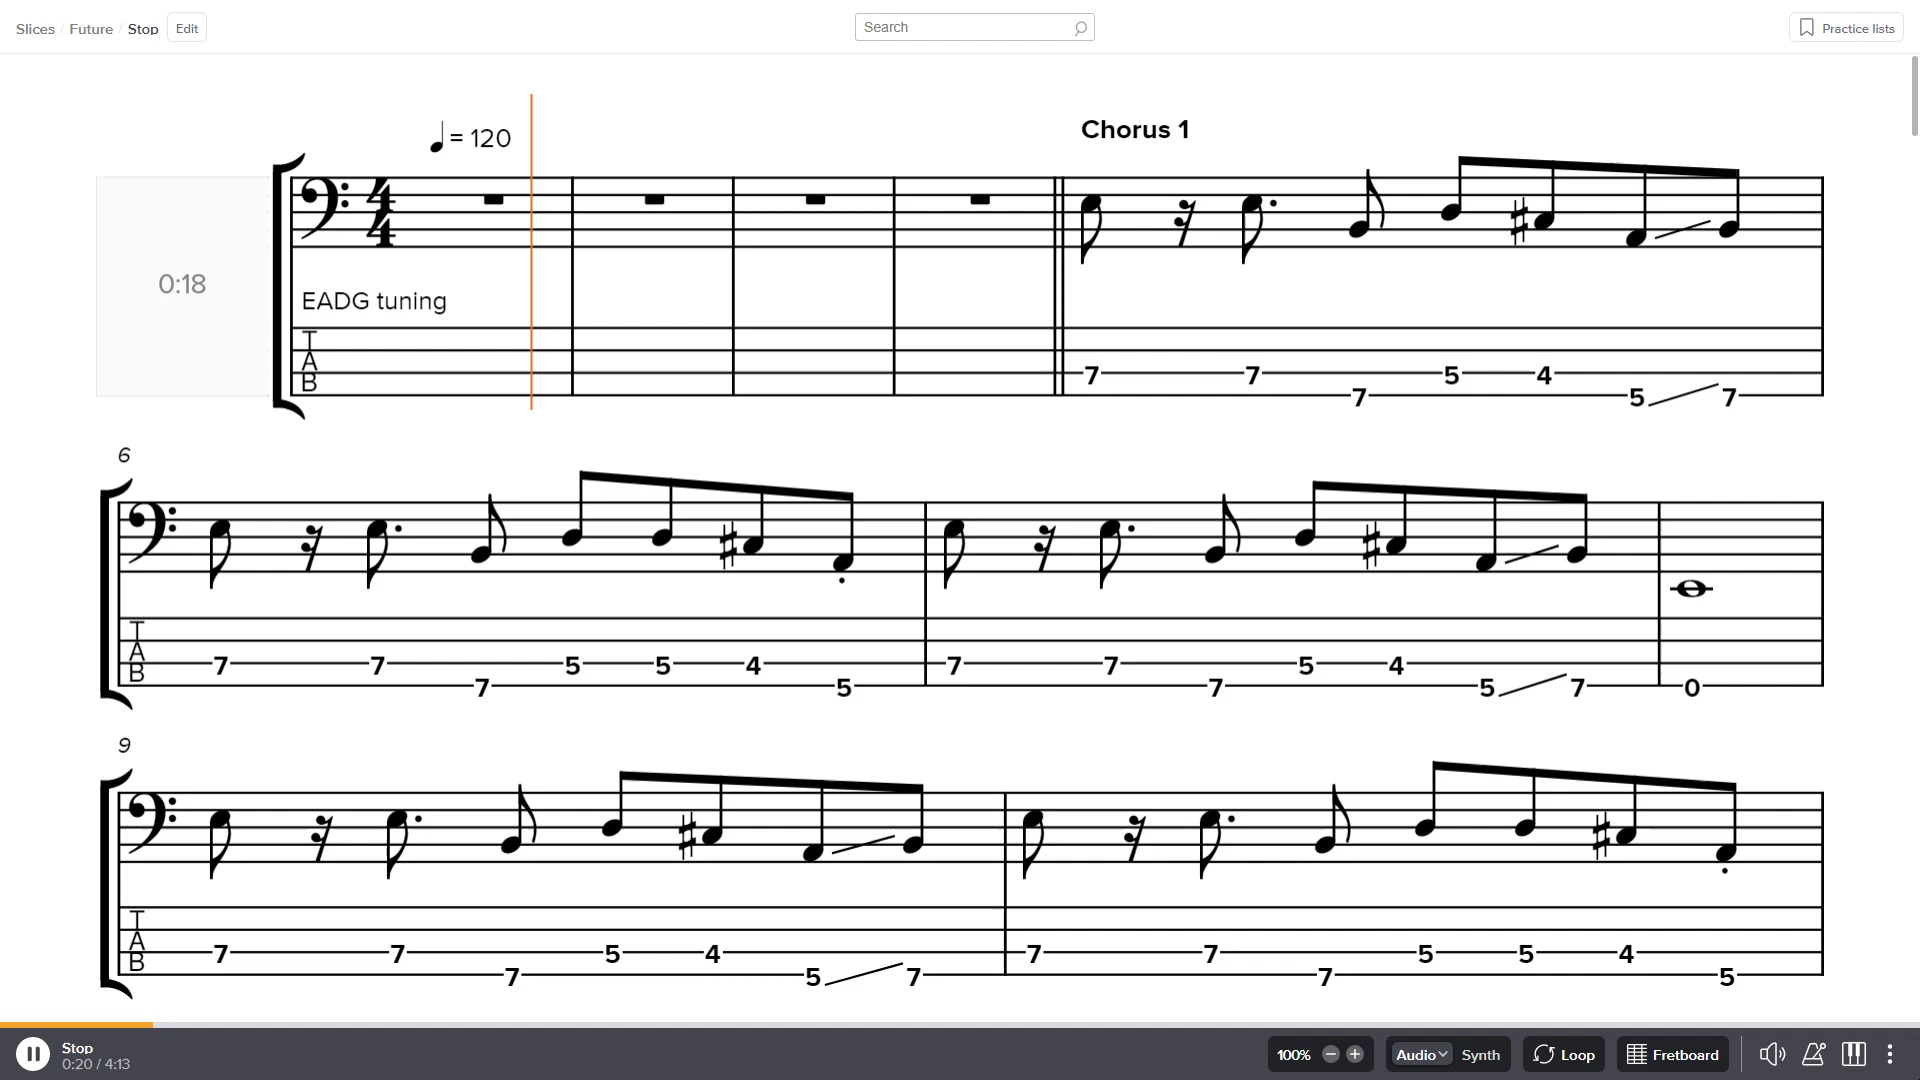 Slices / Future / Stop Edit
Search
Practice lists
= 120
Chorus 1
4
4
0:18
EADG tuning
T
A
B
7 7 7 5 4 5 7
6
T
A
B
7 7 7 5 5 4 5 7 7 7 5 4 5 7 0
9
T
A
B
7 7 7 5 4 5 7 7 7 7 5 5 4 5
Stop
0:20 / 4:13
100% Audio Synth Loop Fretboard